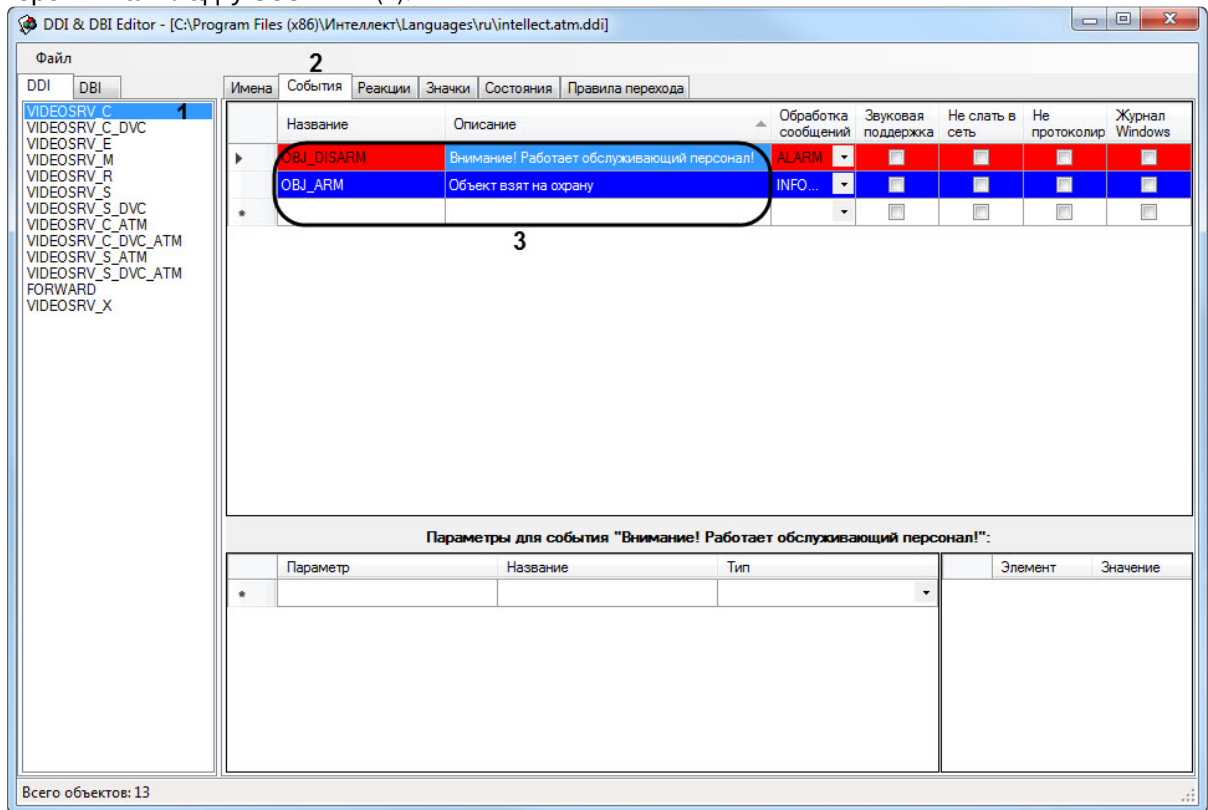 DDI & DBI Editor - [C:\Program Files (x86)\Интеллект\Languages\ru\intellect.atm.ddi]
Файл
2
DDI DBI
Имена События Реакции Значки Состояния Правила перехода
VIDEOSRV_C 1
VIDEOSRV_C_DVC
VIDEOSRV_E
VIDEOSRV_M
VIDEOSRV_R
VIDEOSRV_S
VIDEOSRV_S_DVC
VIDEOSRV_C_ATM
VIDEOSRV_C_DVC_ATM
VIDEOSRV_S_ATM
VIDEOSRV_S_DVC_ATM
FORWARD
VIDEOSRV_X
Название Описание Обработка сообщений Звуковая поддержка Не слать в сеть Не протоколир Журнал Windows
OBJ_DISARM Внимание! Работает обслуживающий персонал! ALARM
OBJ_ARM Объект взят на охрану INFO...
3
Параметры для события "Внимание! Работает обслуживающий персонал!":
Параметр Название Тип Элемент Значение
Всего объектов: 13